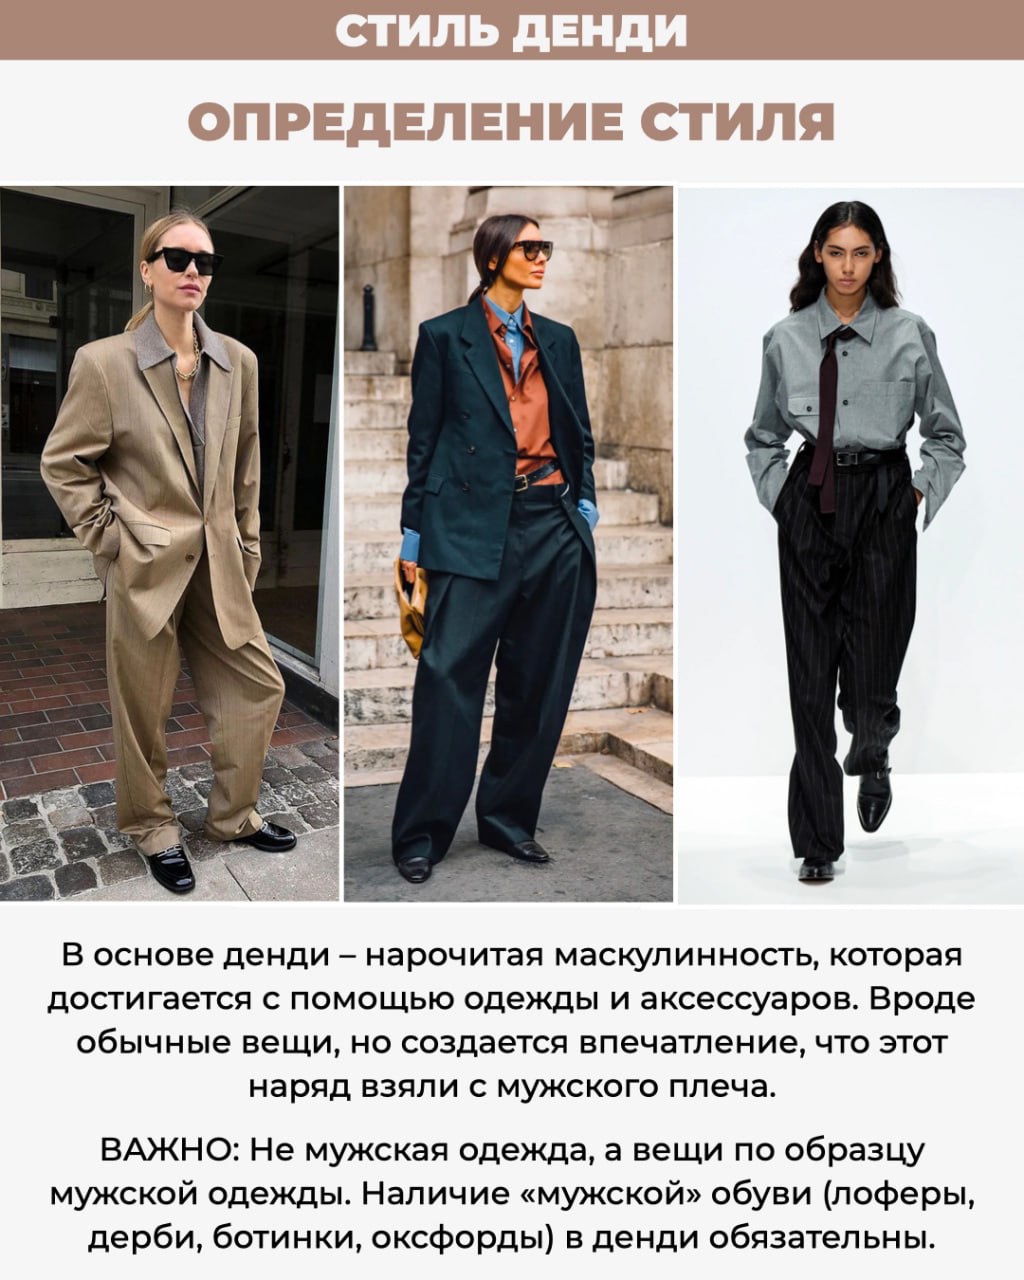 СТИЛЬ ДЕНДИ
ОПРЕДЕЛЕНИЕ СТИЛЯ
В основе денди – нарочитая маскулинность, которая
достигается с помощью одежды и аксессуаров. Вроде
обычные вещи, но создается впечатление, что этот
наряд взяли с мужского плеча.
ВАЖНО: Не мужская одежда, а вещи по образцу
мужской одежды. Наличие «мужской» обуви (лоферы,
дерби, ботинки, оксфорды) в денди обязательны.